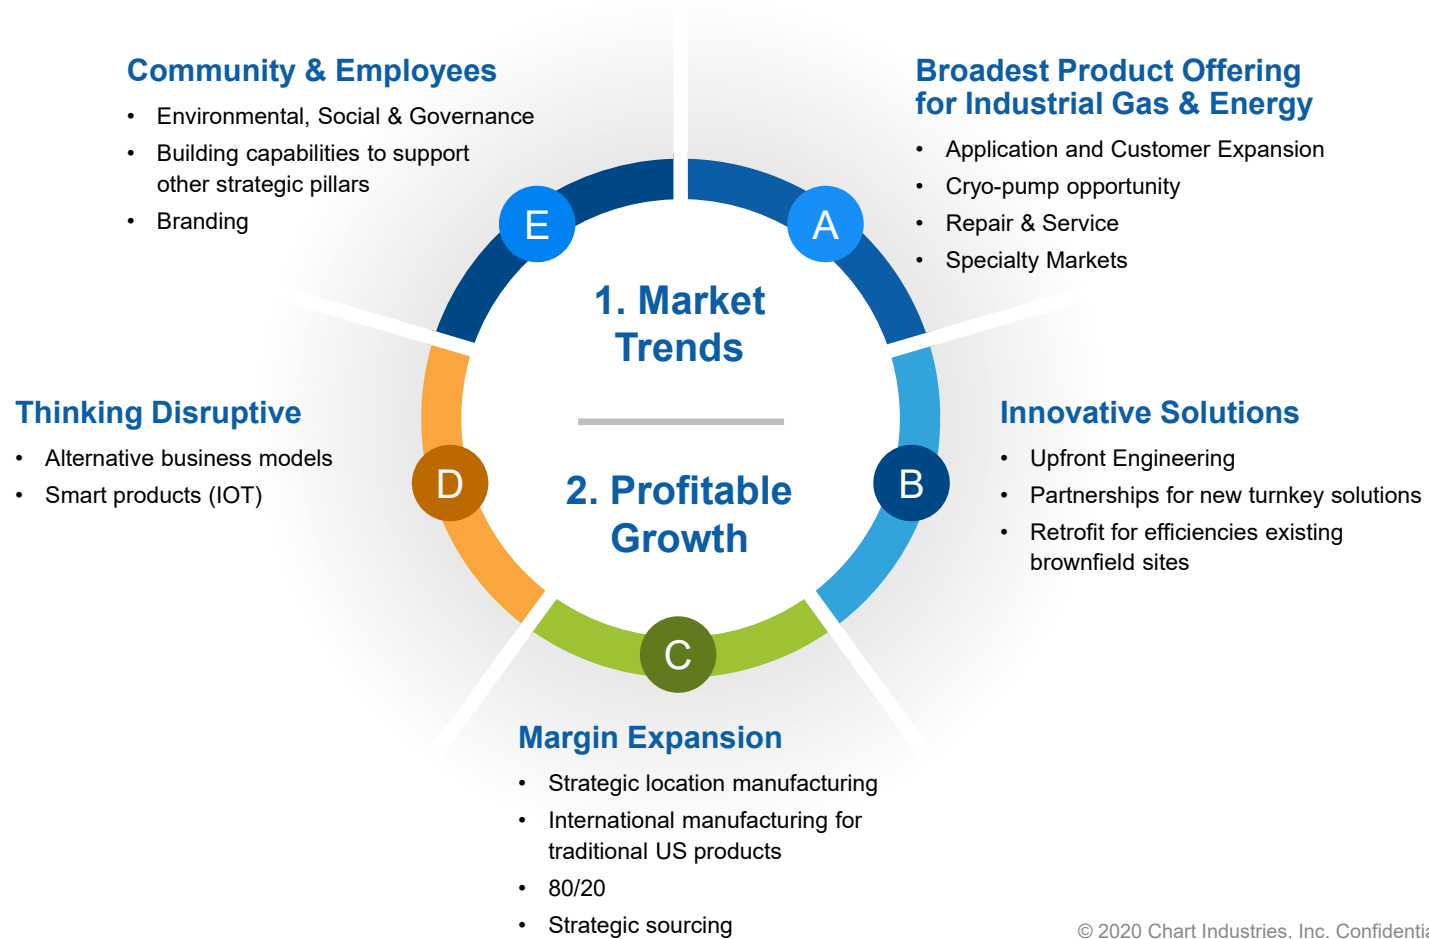 Community & Employees
• Environmental, Social & Governance
• Building capabilities to support
other strategic pillars
• Branding
Broadest Product Offering
for Industrial Gas & Energy
• Application and Customer Expansion
• Cryo-pump opportunity
• Repair & Service
• Specialty Markets
E
A
1. Market
Trends
Thinking Disruptive
• Alternative business models
• Smart products (IOT)
Innovative Solutions
• Upfront Engineering
• Partnerships for new turnkey solutions
• Retrofit for efficiencies existing
brownfield sites
D
B
2. Profitable
Growth
C
Margin Expansion
• Strategic location manufacturing
• International manufacturing for
traditional US products
• 80/20
• Strategic sourcing
© 2020 Chart Industries, Inc. Confidentia